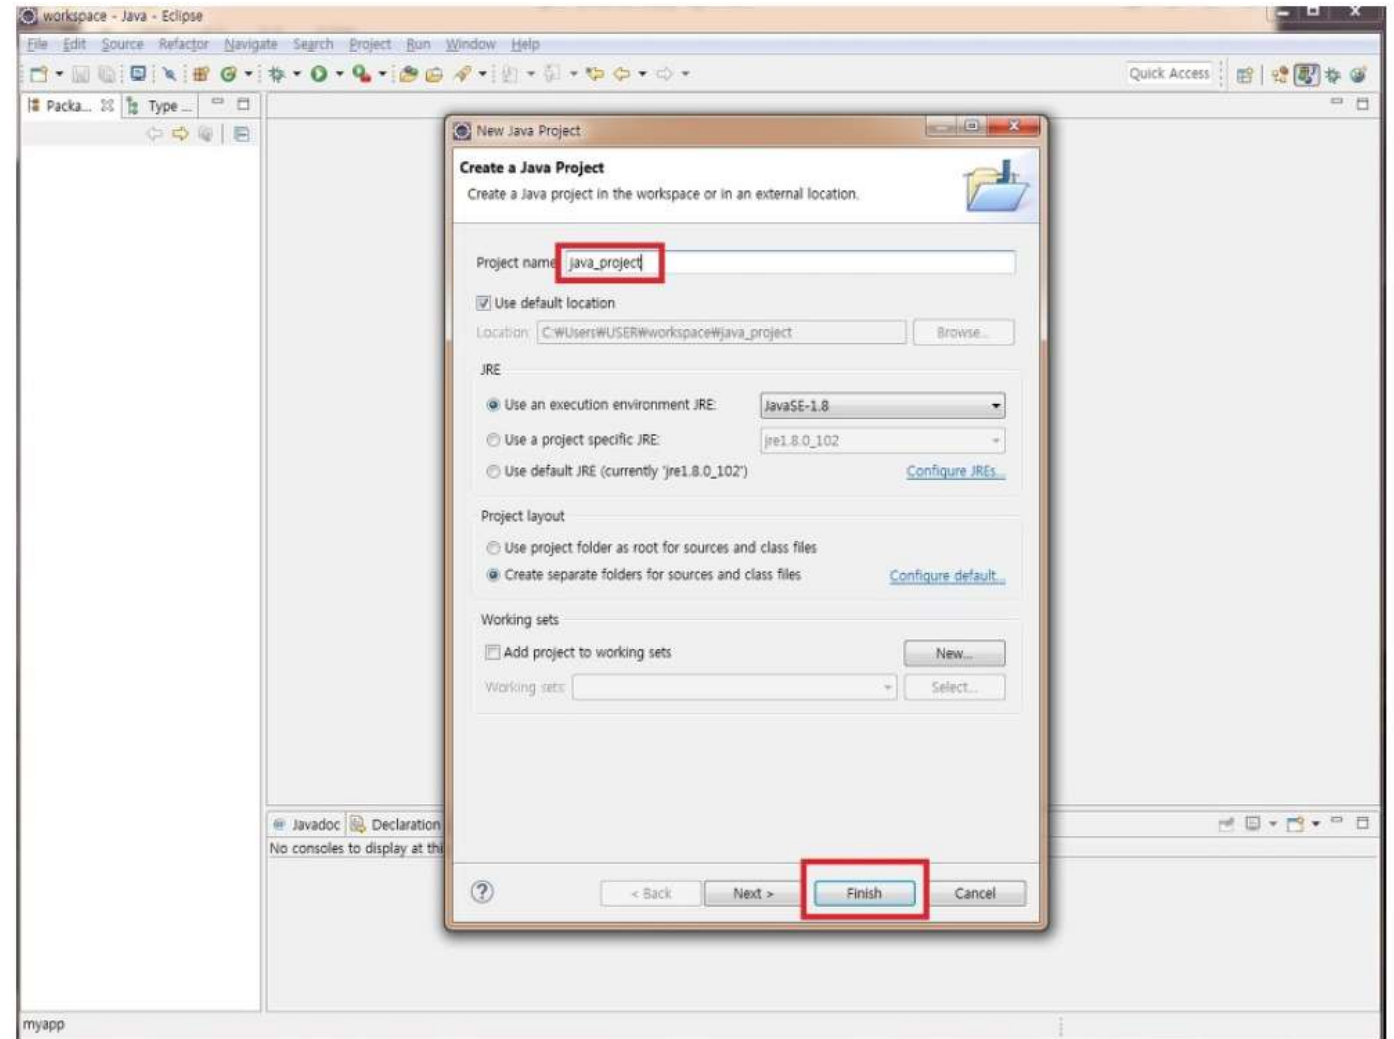 workspace - Java - Eclipse
File Edit Source Refactor Navigate Search Project Run Window Help
Quick Access
Packa... Type ...
New Java Project
Create a Java Project
Create a Java project in the workspace or in an external location.
Project name java_project
Use default location
Location: C:₩Users₩USER₩workspace₩java_project Browse...
JRE
Use an execution environment JRE: JavaSE-1.8
Use a project specific JRE: jre1.8.0_102
Use default JRE (currently 'jre1.8.0_102') Configure JREs...
Project layout
Use project folder as root for sources and class files
Create separate folders for sources and class files Configure default...
Working sets
Add project to working sets New...
Working sets: Select...
Javadoc Declaration
No consoles to display at thi
? < Back Next > Finish Cancel
myapp